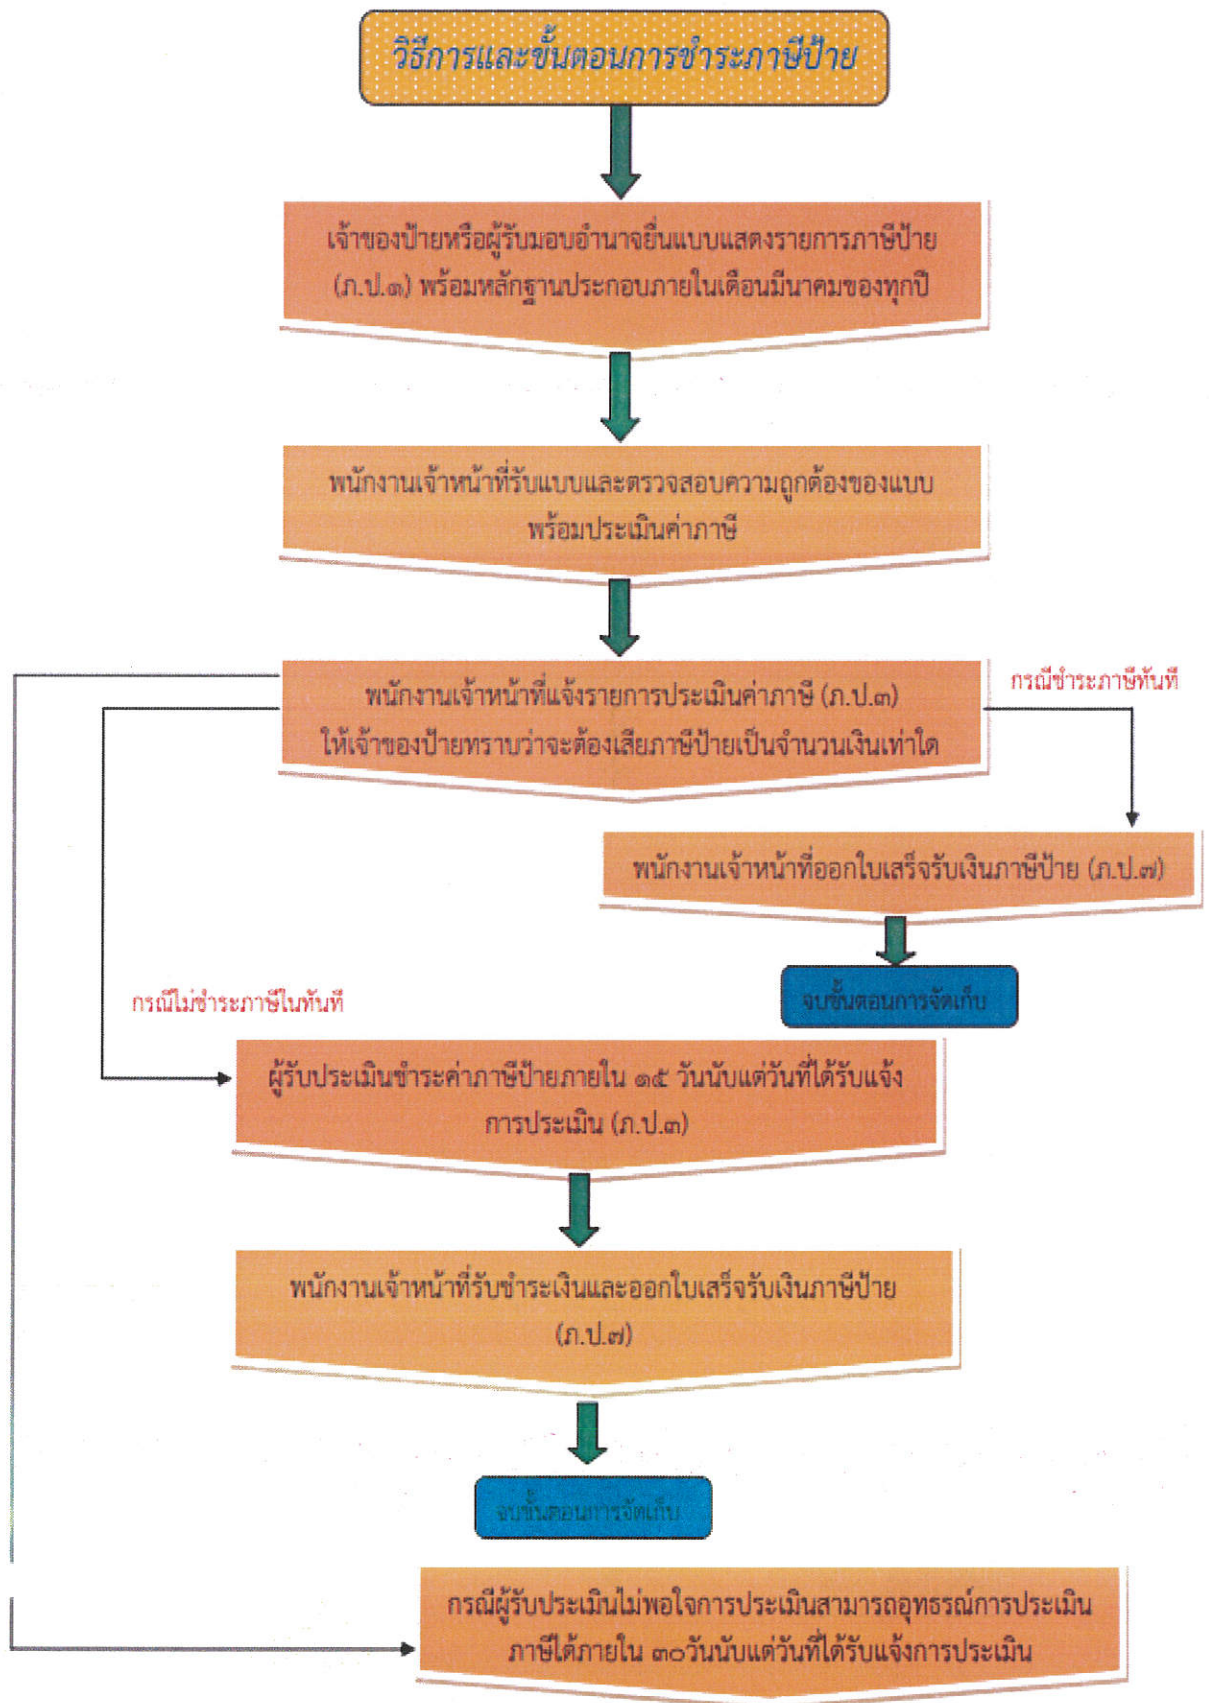 วิธีการและขั้นตอนการชำระภาษีป้าย
เจ้าของป้ายหรือผู้รับมอบอำนาจยื่นแบบแสดงรายการภาษีป้าย
(ภ.ป.๑) พร้อมหลักฐานประกอบภายในเดือนมีนาคมของทุกปี
พนักงานเจ้าหน้าที่รับแบบและตรวจสอบความถูกต้องของแบบ
พร้อมประเมินค่าภาษี
พนักงานเจ้าหน้าที่แจ้งรายการประเมินค่าภาษี (ภ.ป.๓)
ให้เจ้าของป้ายทราบว่าจะต้องเสียภาษีป้ายเป็นจำนวนเงินเท่าใด
กรณีชำระภาษีทันที
พนักงานเจ้าหน้าที่ออกใบเสร็จรับเงินภาษีป้าย (ภ.ป.๗)
จบขั้นตอนการจัดเก็บ
กรณีไม่ชำระภาษีในทันที
ผู้รับประเมินชำระค่าภาษีป้ายภายใน ๑๕ วันนับแต่วันที่ได้รับแจ้ง
การประเมิน (ภ.ป.๓)
พนักงานเจ้าหน้าที่รับชำระเงินและออกใบเสร็จรับเงินภาษีป้าย
(ภ.ป.๗)
จบขั้นตอนการจัดเก็บ
กรณีผู้รับประเมินไม่พอใจการประเมินสามารถอุทธรณ์การประเมิน
ภาษีได้ภายใน ๓๐วันนับแต่วันที่ได้รับแจ้งการประเมิน